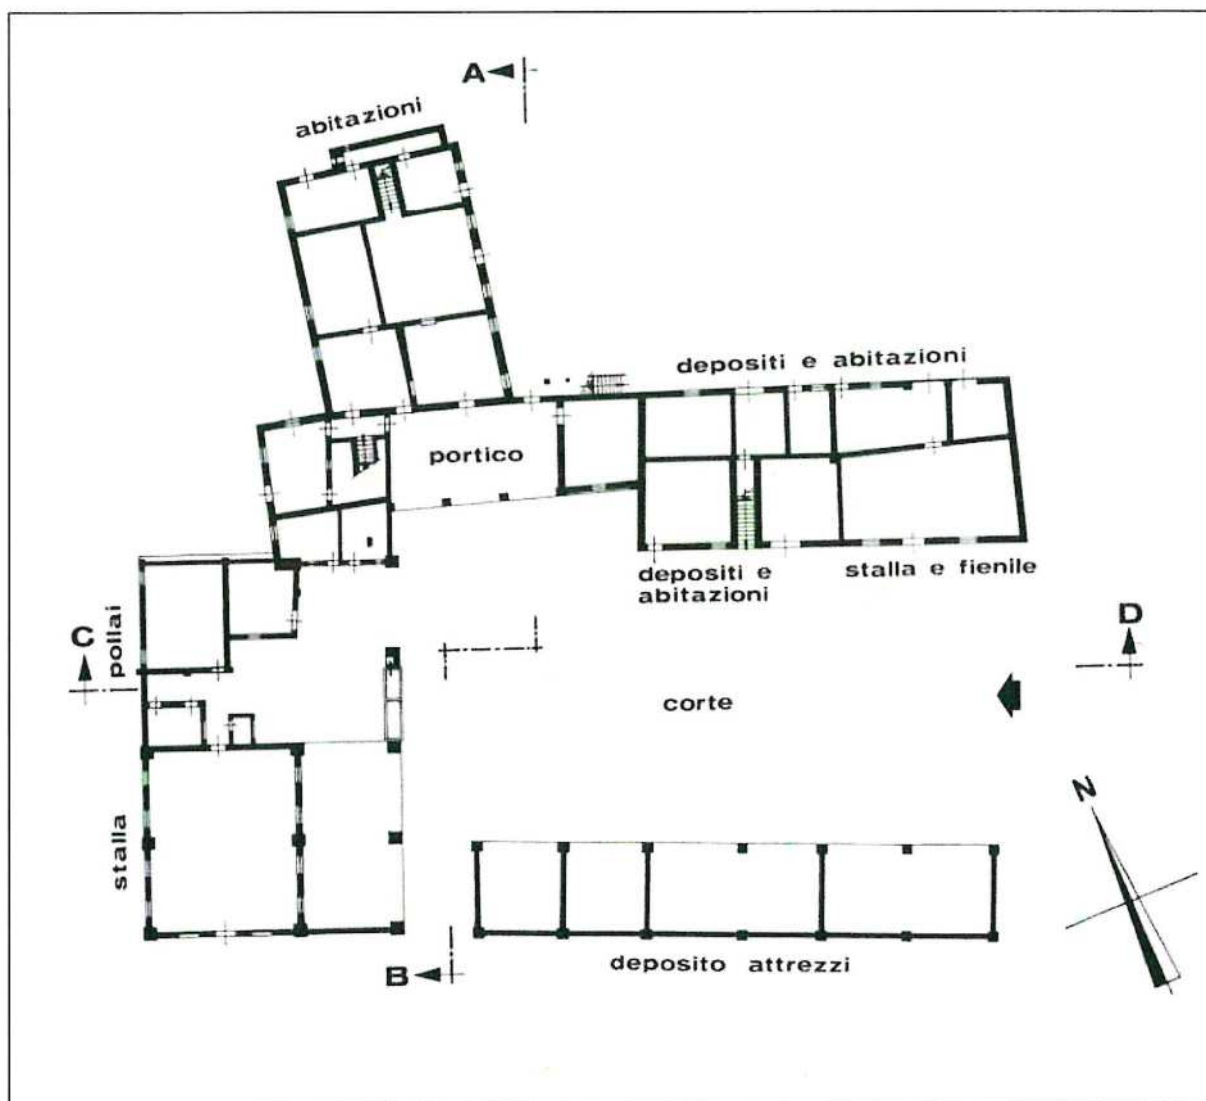 A
abitazioni
depositi e abitazioni
portico
depositi e
abitazioni
stalla e fienile
pollai
C
D
corte
N
stalla
B
deposito attrezzi